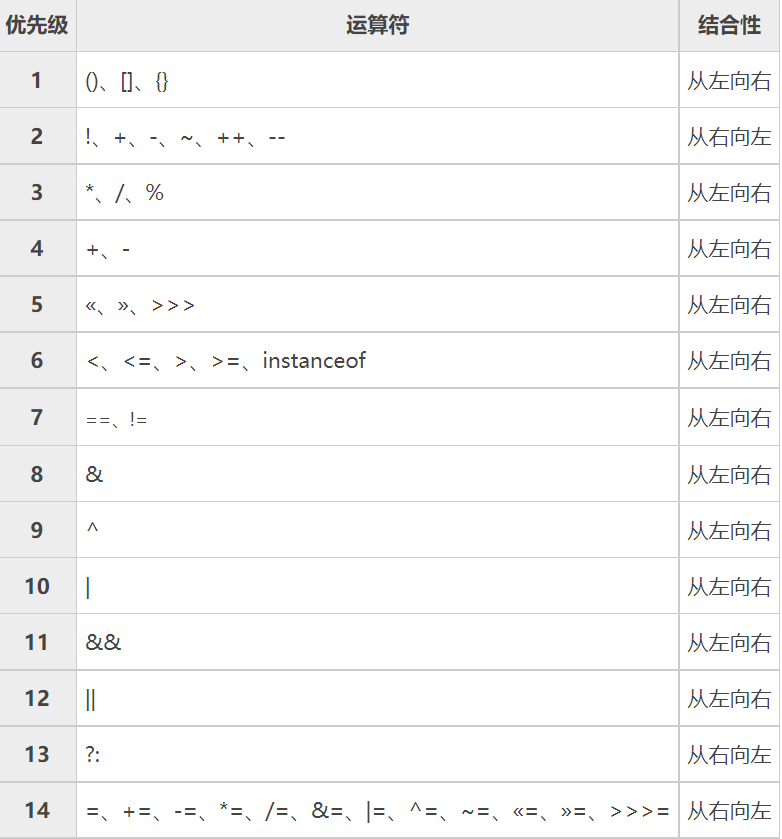 优先级 运算符 结合性
1 ()、[]、{} 从左向右
2 !、+、-、~、++、-- 从右向左
3 *、/、% 从左向右
4 +、- 从左向右
5 «、»、>>> 从左向右
6 <、<=、>、>=、instanceof 从左向右
7 ==、!= 从左向右
8 & 从左向右
9 ^ 从左向右
10 | 从左向右
11 && 从左向右
12 || 从左向右
13 ?: 从右向左
14 =、+=、-=、*=、/=、&=、|=、^=、~=、«=、»=、>>>= 从右向左